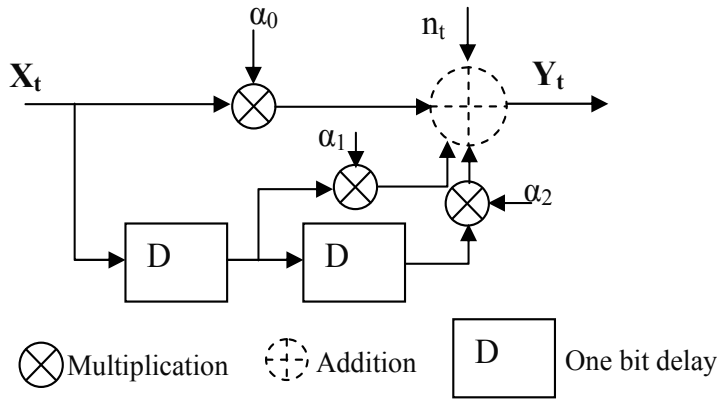 α₀
nₜ
Xₜ
Yₜ
α₁
α₂
D
D
Multiplication
Addition
D
One bit delay